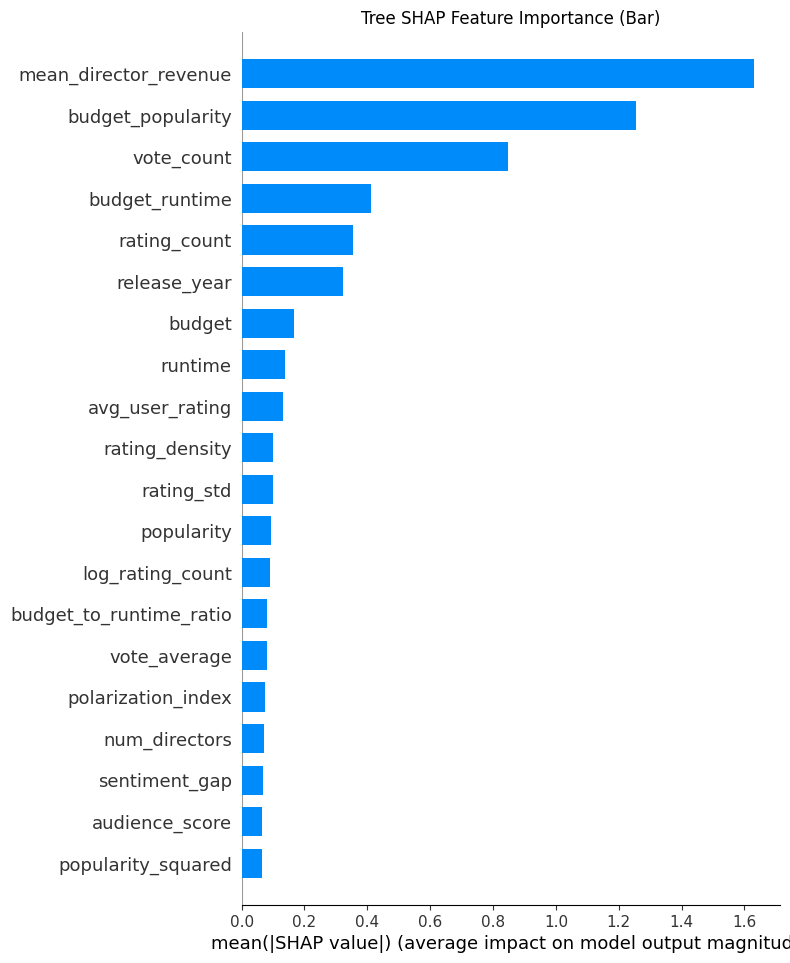 Tree SHAP Feature Importance (Bar)
mean_director_revenue
budget_popularity
vote_count
budget_runtime
rating_count
release_year
budget
runtime
avg_user_rating
rating_density
rating_std
popularity
log_rating_count
budget_to_runtime_ratio
vote_average
polarization_index
num_directors
sentiment_gap
audience_score
popularity_squared
0.0 0.2 0.4 0.6 0.8 1.0 1.2 1.4 1.6
mean(|SHAP value|) (average impact on model output magnitud